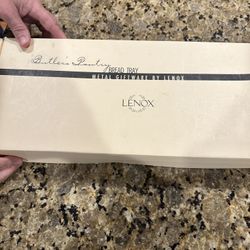 Butler's Pantry
BREAD TRAY
METAL GIFTWARE BY LENOX
LENOX